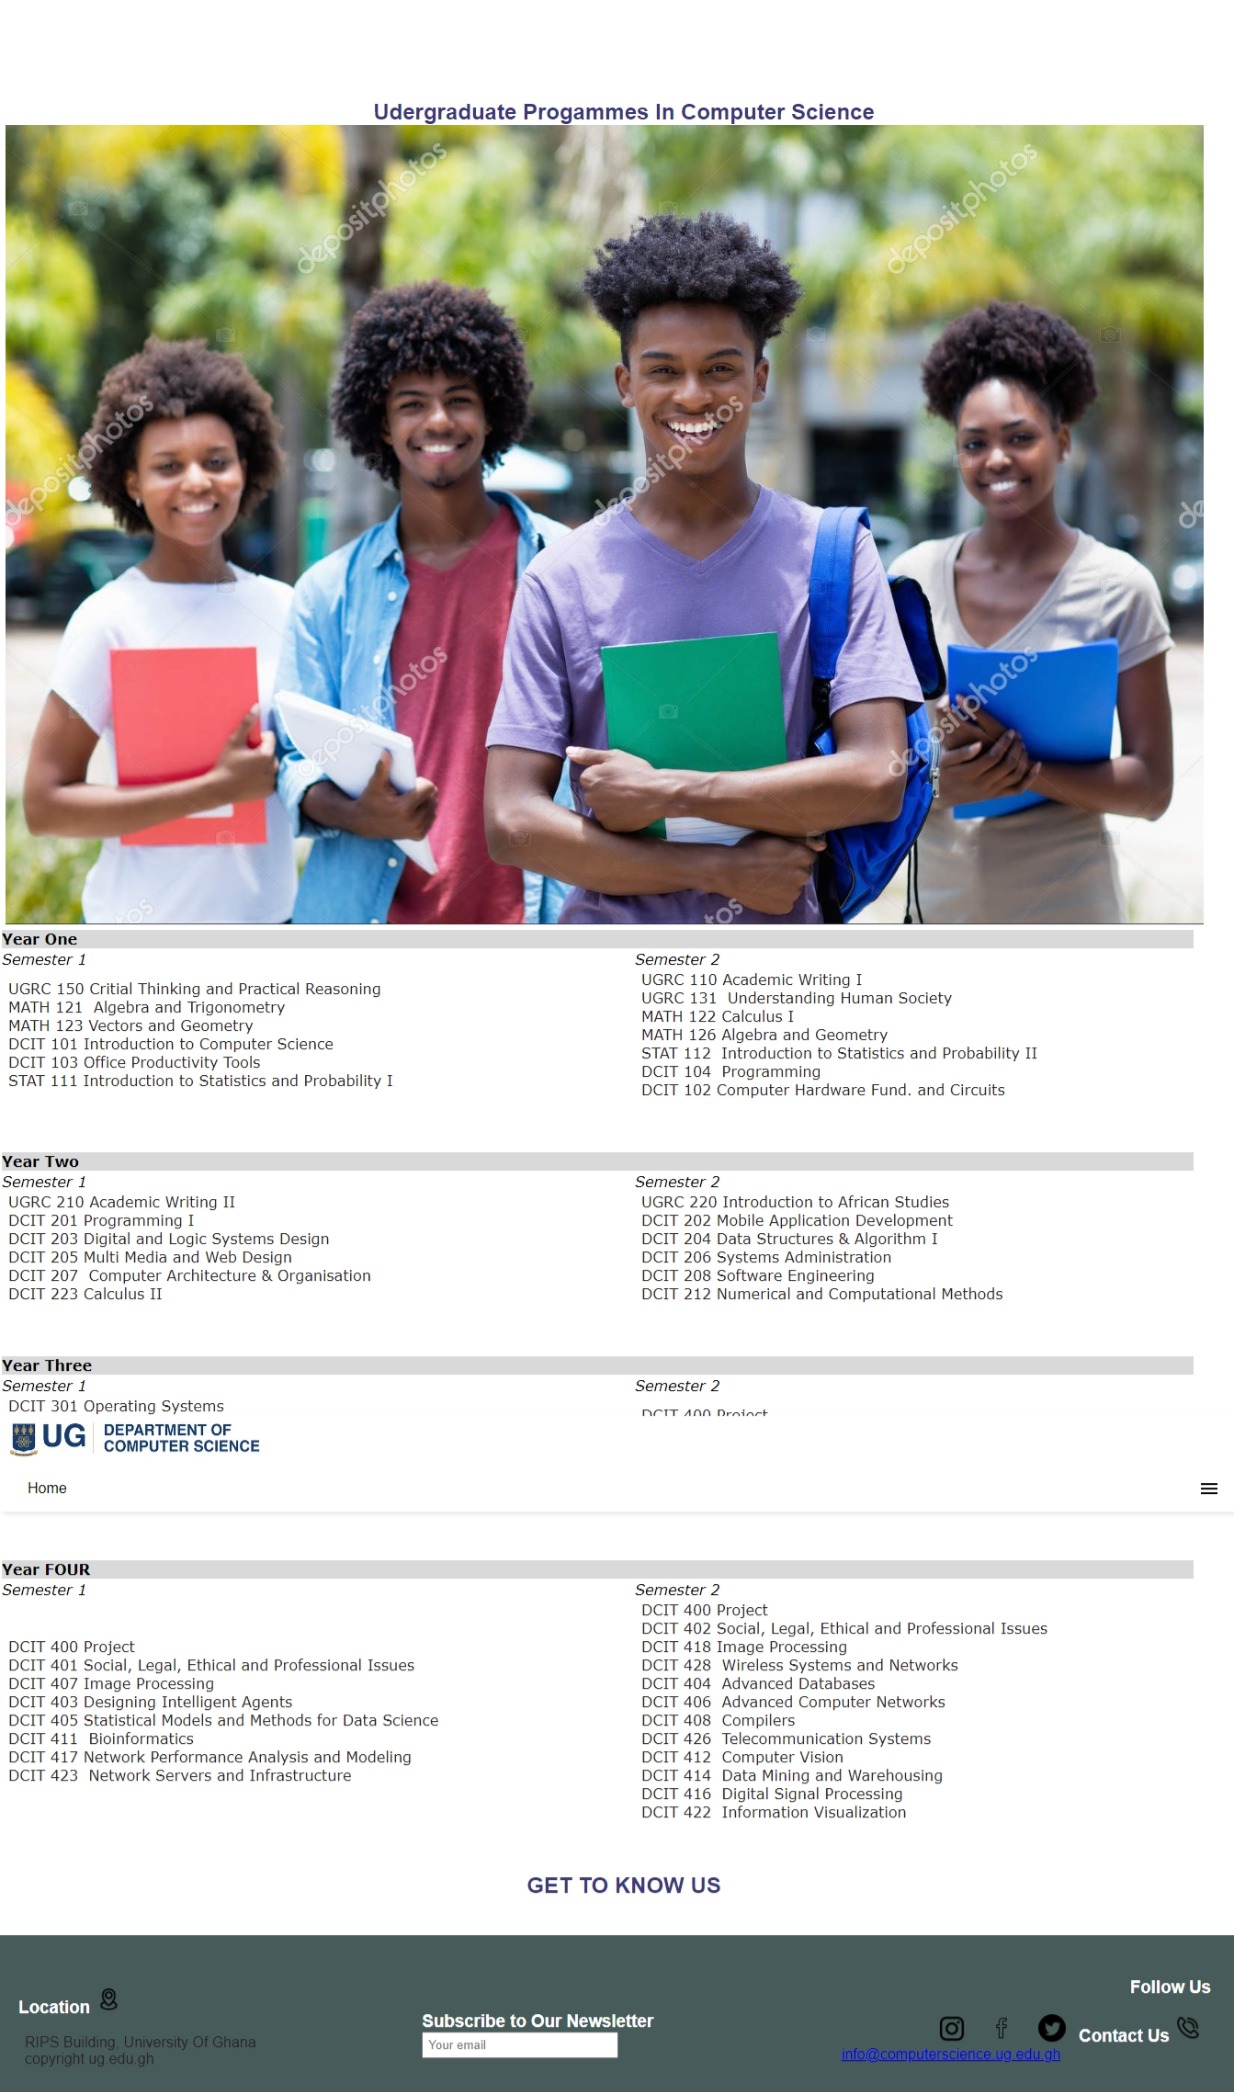 Udergraduate Progammes In Computer Science
depositphotos
depositphotos
depositphotos
depositphotos
depositphotos
depositphotos
Year One
Semester 1
UGRC 150 Critial Thinking and Practical Reasoning
MATH 121 Algebra and Trigonometry
MATH 123 Vectors and Geometry
DCIT 101 Introduction to Computer Science
DCIT 103 Office Productivity Tools
STAT 111 Introduction to Statistics and Probability I
Semester 2
UGRC 110 Academic Writing I
UGRC 131 Understanding Human Society
MATH 122 Calculus I
MATH 126 Algebra and Geometry
STAT 112 Introduction to Statistics and Probability II
DCIT 104 Programming
DCIT 102 Computer Hardware Fund. and Circuits
Year Two
Semester 1
UGRC 210 Academic Writing II
DCIT 201 Programming I
DCIT 203 Digital and Logic Systems Design
DCIT 205 Multi Media and Web Design
DCIT 207 Computer Architecture & Organisation
DCIT 223 Calculus II
Semester 2
UGRC 220 Introduction to African Studies
DCIT 202 Mobile Application Development
DCIT 204 Data Structures & Algorithm I
DCIT 206 Systems Administration
DCIT 208 Software Engineering
DCIT 212 Numerical and Computational Methods
Year Three
Semester 1
DCIT 301 Operating Systems
Semester 2
DCIT 400 Project
UG DEPARTMENT OF
COMPUTER SCIENCE
Home
Year FOUR
Semester 1
DCIT 400 Project
DCIT 401 Social, Legal, Ethical and Professional Issues
DCIT 407 Image Processing
DCIT 403 Designing Intelligent Agents
DCIT 405 Statistical Models and Methods for Data Science
DCIT 411 Bioinformatics
DCIT 417 Network Performance Analysis and Modeling
DCIT 423 Network Servers and Infrastructure
Semester 2
DCIT 400 Project
DCIT 402 Social, Legal, Ethical and Professional Issues
DCIT 418 Image Processing
DCIT 428 Wireless Systems and Networks
DCIT 404 Advanced Databases
DCIT 406 Advanced Computer Networks
DCIT 408 Compilers
DCIT 426 Telecommunication Systems
DCIT 412 Computer Vision
DCIT 414 Data Mining and Warehousing
DCIT 416 Digital Signal Processing
DCIT 422 Information Visualization
GET TO KNOW US
Location
RIPS Building, University Of Ghana
copyright ug.edu.gh
Subscribe to Our Newsletter
Your email
Follow Us
Contact Us
info@computerscience.ug.edu.gh